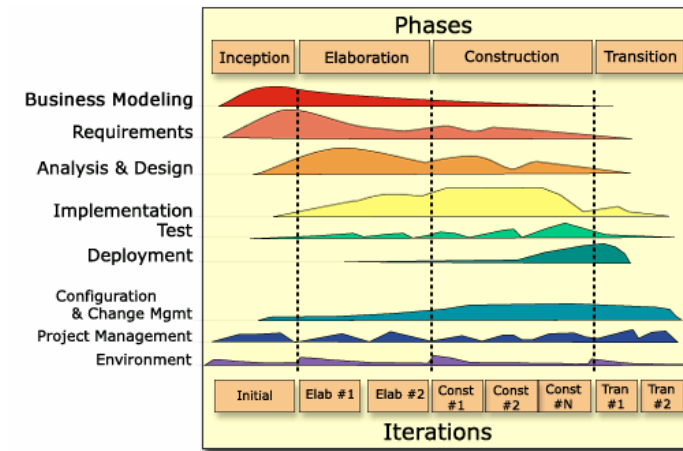 Phases
Inception Elaboration Construction Transition
Business Modeling
Requirements
Analysis & Design
Implementation
Test
Deployment
Configuration
& Change Mgmt
Project Management
Environment
Initial Elab #1 Elab #2 Const #1 Const #2 Const #N Tran #1 Tran #2
Iterations